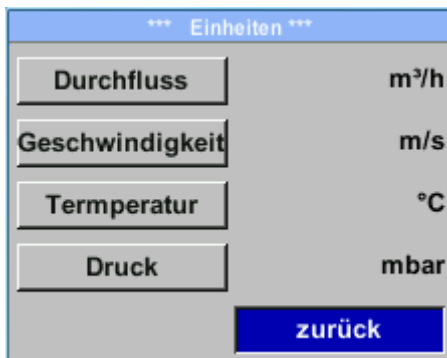 *** Einheiten ***
Durchfluss m³/h
Geschwindigkeit m/s
Termperatur °C
Druck mbar
zurück